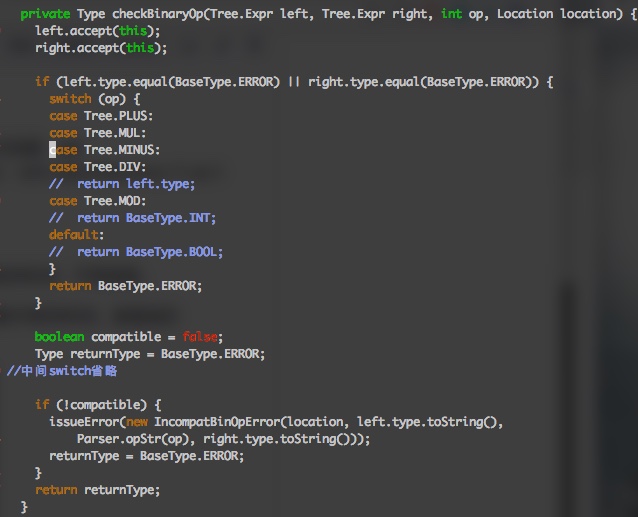 private Type checkBinaryOp(Tree.Expr left, Tree.Expr right, int op, Location location) {
left.accept(this);
right.accept(this);
if (left.type.equal(BaseType.ERROR) || right.type.equal(BaseType.ERROR)) {
switch (op) {
case Tree.PLUS:
case Tree.MUL:
case Tree.MINUS:
case Tree.DIV:
//  return left.type;
case Tree.MOD:
//  return BaseType.INT;
default:
//  return BaseType.BOOL;
}
return BaseType.ERROR;
}
boolean compatible = false;
Type returnType = BaseType.ERROR;
//中间switch省略
if (!compatible) {
issueError(new IncompatBinOpError(location, left.type.toString(),
Parser.opStr(op), right.type.toString()));
returnType = BaseType.ERROR;
}
return returnType;
}